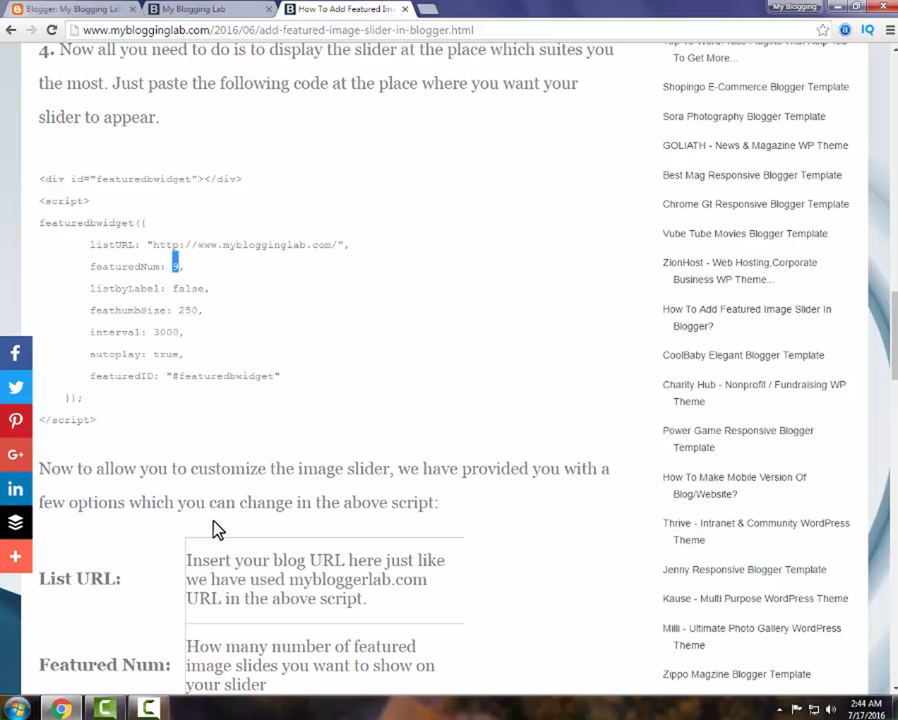 Blogger: My Blogging Lab
My Blogging Lab
How To Add Featured Im
My Blogging
www.myblogginglab.com/2016/06/add-featured-image-slider-in-blogger.html
4. Now all you need to do is to display the slider at the place which suites you
the most. Just paste the following code at the place where you want your
slider to appear.
<div id="featuredbwidget"></div>
<script>
featuredbwidget({
listURL: "http://www.myblogginglab.com/",
featuredNum: 9,
listbyLabel: false,
feathumbSize: 250,
interval: 3000,
autoplay: true,
featuredID: "#featuredbwidget"
});
</script>
Now to allow you to customize the image slider, we have provided you with a
few options which you can change in the above script:
List URL:
Insert your blog URL here just like
we have used mybloggerlab.com
URL in the above script.
Featured Num:
How many number of featured
image slides you want to show on
your slider
To Get More...
Shopingo E-Commerce Blogger Template
Sora Photography Blogger Template
GOLIATH - News & Magazine WP Theme
Best Mag Responsive Blogger Template
Chrome Gt Responsive Blogger Template
Vube Tube Movies Blogger Template
ZionHost - Web Hosting,Corporate
Business WP Theme...
How To Add Featured Image Slider In
Blogger?
CoolBaby Elegant Blogger Template
Charity Hub - Nonprofit / Fundraising WP
Theme
Power Game Responsive Blogger
Template
How To Make Mobile Version Of
Blog/Website?
Thrive - Intranet & Community WordPress
Theme
Jenny Responsive Blogger Template
Kause - Multi Purpose WordPress Theme
Milli - Ultimate Photo Gallery WordPress
Theme
Zippo Magzine Blogger Template
2:44 AM
7/17/2016